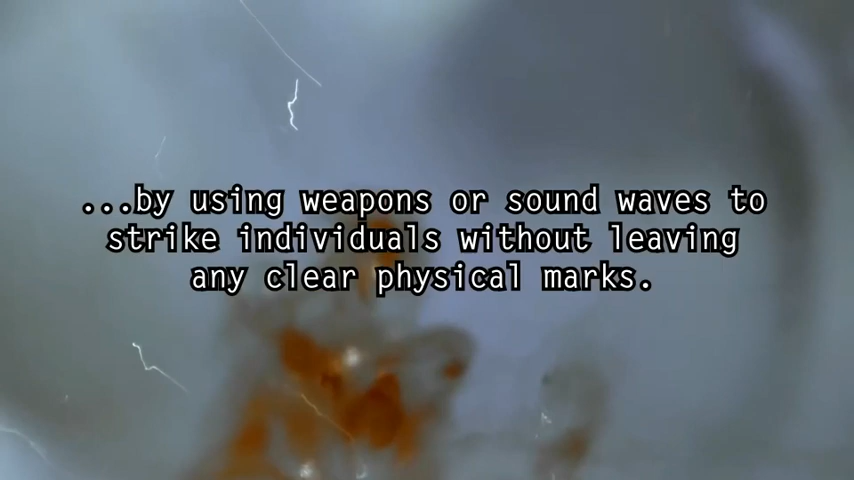 ...by using weapons or sound waves to
strike individuals without leaving
any clear physical marks.